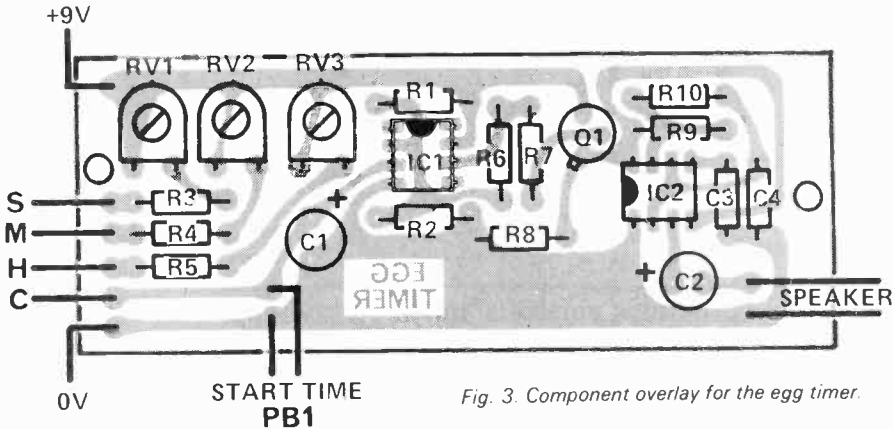 +9V
RV1 RV2 RV3
R1
R10
R9
Q1
IC1
R6
R7
IC2
C3
C4
S
R3
M
R4
H
R5
C
C1
R2
R8
EGG
TIMER
C2
SPEAKER
0V
START TIME
PB1
Fig. 3. Component overlay for the egg timer.